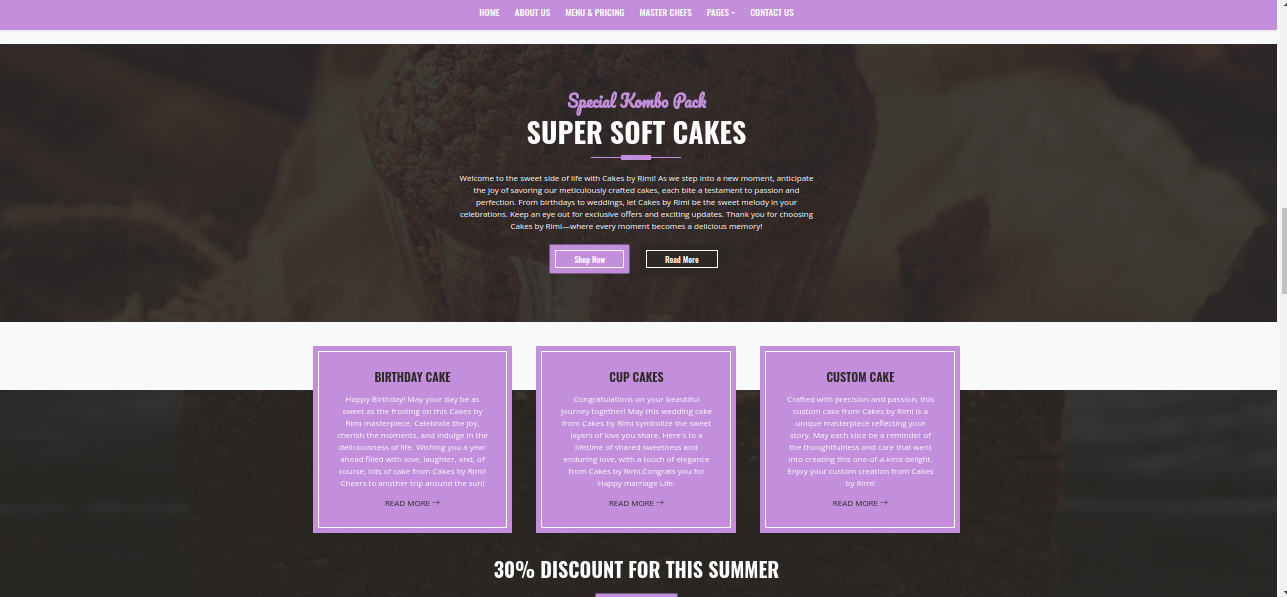 HOME ABOUT US MENU & PRICING MASTER CHEFS PAGES CONTACT US
Special Kombo Pack
SUPER SOFT CAKES
Welcome to the sweet side of life with Cakes by Rimi! As we step into a new moment, anticipate
the joy of savoring our meticulously crafted cakes, each bite a testament to passion and
perfection. From birthdays to weddings, let Cakes by Rimi be the sweet melody in your
celebrations. Keep an eye out for exclusive offers and exciting updates. Thank you for choosing
Cakes by Rimi—where every moment becomes a delicious memory!
Shop Now Read More
BIRTHDAY CAKE
Happy Birthday! May your day be as
sweet as the frosting on this Cakes by
Rimi masterpiece. Celebrate the joy,
cherish the moments, and indulge in the
deliciousness of life. Wishing you a year
ahead filled with love, laughter, and, of
course, lots of cake from Cakes by Rimi!
Cheers to another trip around the sun!
READ MORE →
CUP CAKES
Congratulations on your beautiful
journey together! May this wedding cake
from Cakes by Rimi symbolize the sweet
layers of love you share. Here's to a
lifetime of shared sweetness and
enduring love, with a touch of elegance
from Cakes by Rimi.Congrats you for
Happy marriage Life.
READ MORE →
CUSTOM CAKE
Crafted with precision and passion, this
custom cake from Cakes by Rimi is a
unique masterpiece reflecting your
story. May each slice be a reminder of
the thoughtfulness and care that went
into creating this one-of-a-kind delight.
Enjoy your custom creation from Cakes
by Rimi!
READ MORE →
30% DISCOUNT FOR THIS SUMMER